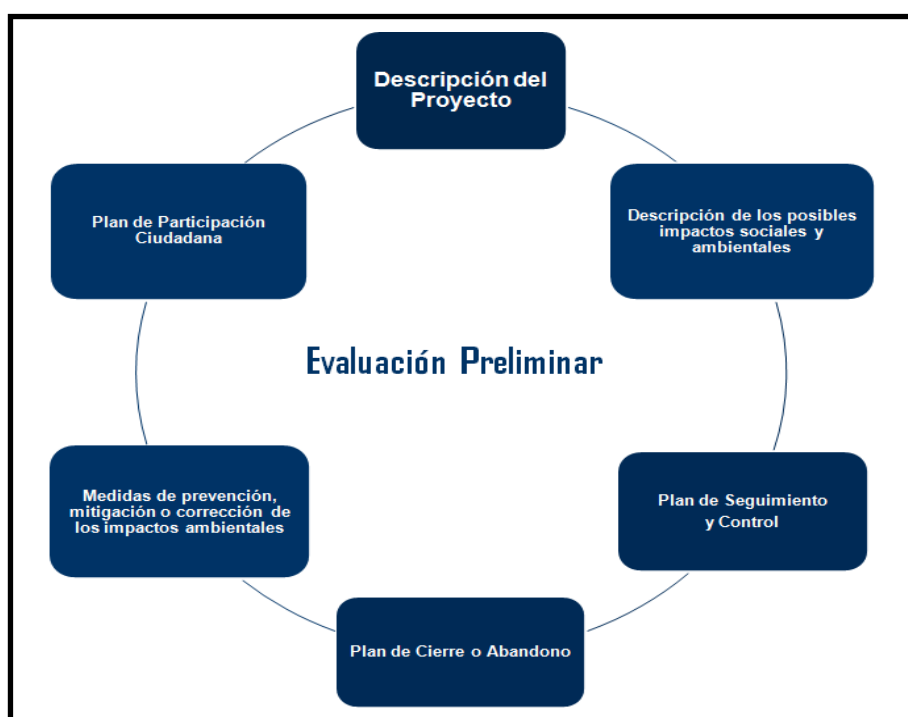 Descripción del
Proyecto
Plan de Participación
Ciudadana
Descripción de los posibles
impactos sociales y
ambientales
Evaluación Preliminar
Medidas de prevención,
mitigación o corrección de
los impactos ambientales
Plan de Seguimiento
y Control
Plan de Cierre o Abandono